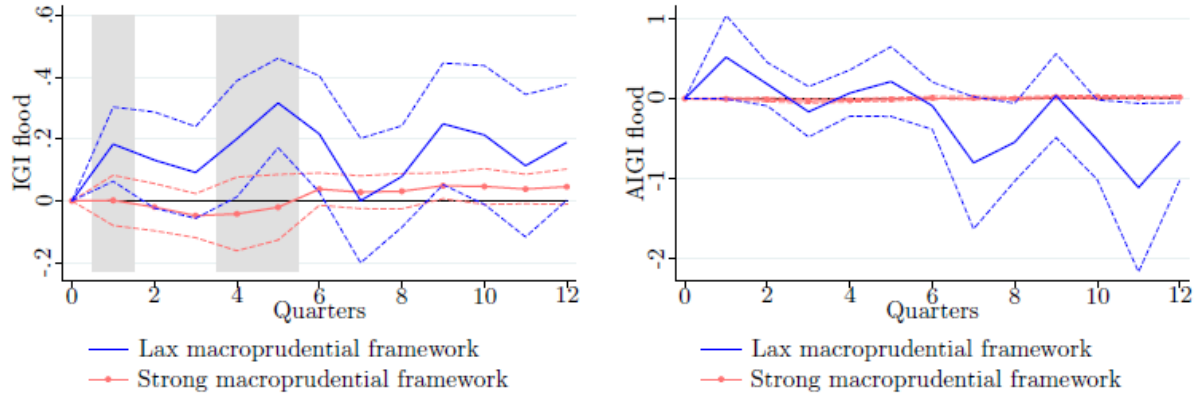 IGI flood
.6
.4
.2
0
-.2
0 2 4 6 8 10 12
Quarters
Lax macroprudential framework
Strong macroprudential framework
AIGI flood
1
0
-1
-2
0 2 4 6 8 10 12
Quarters
Lax macroprudential framework
Strong macroprudential framework